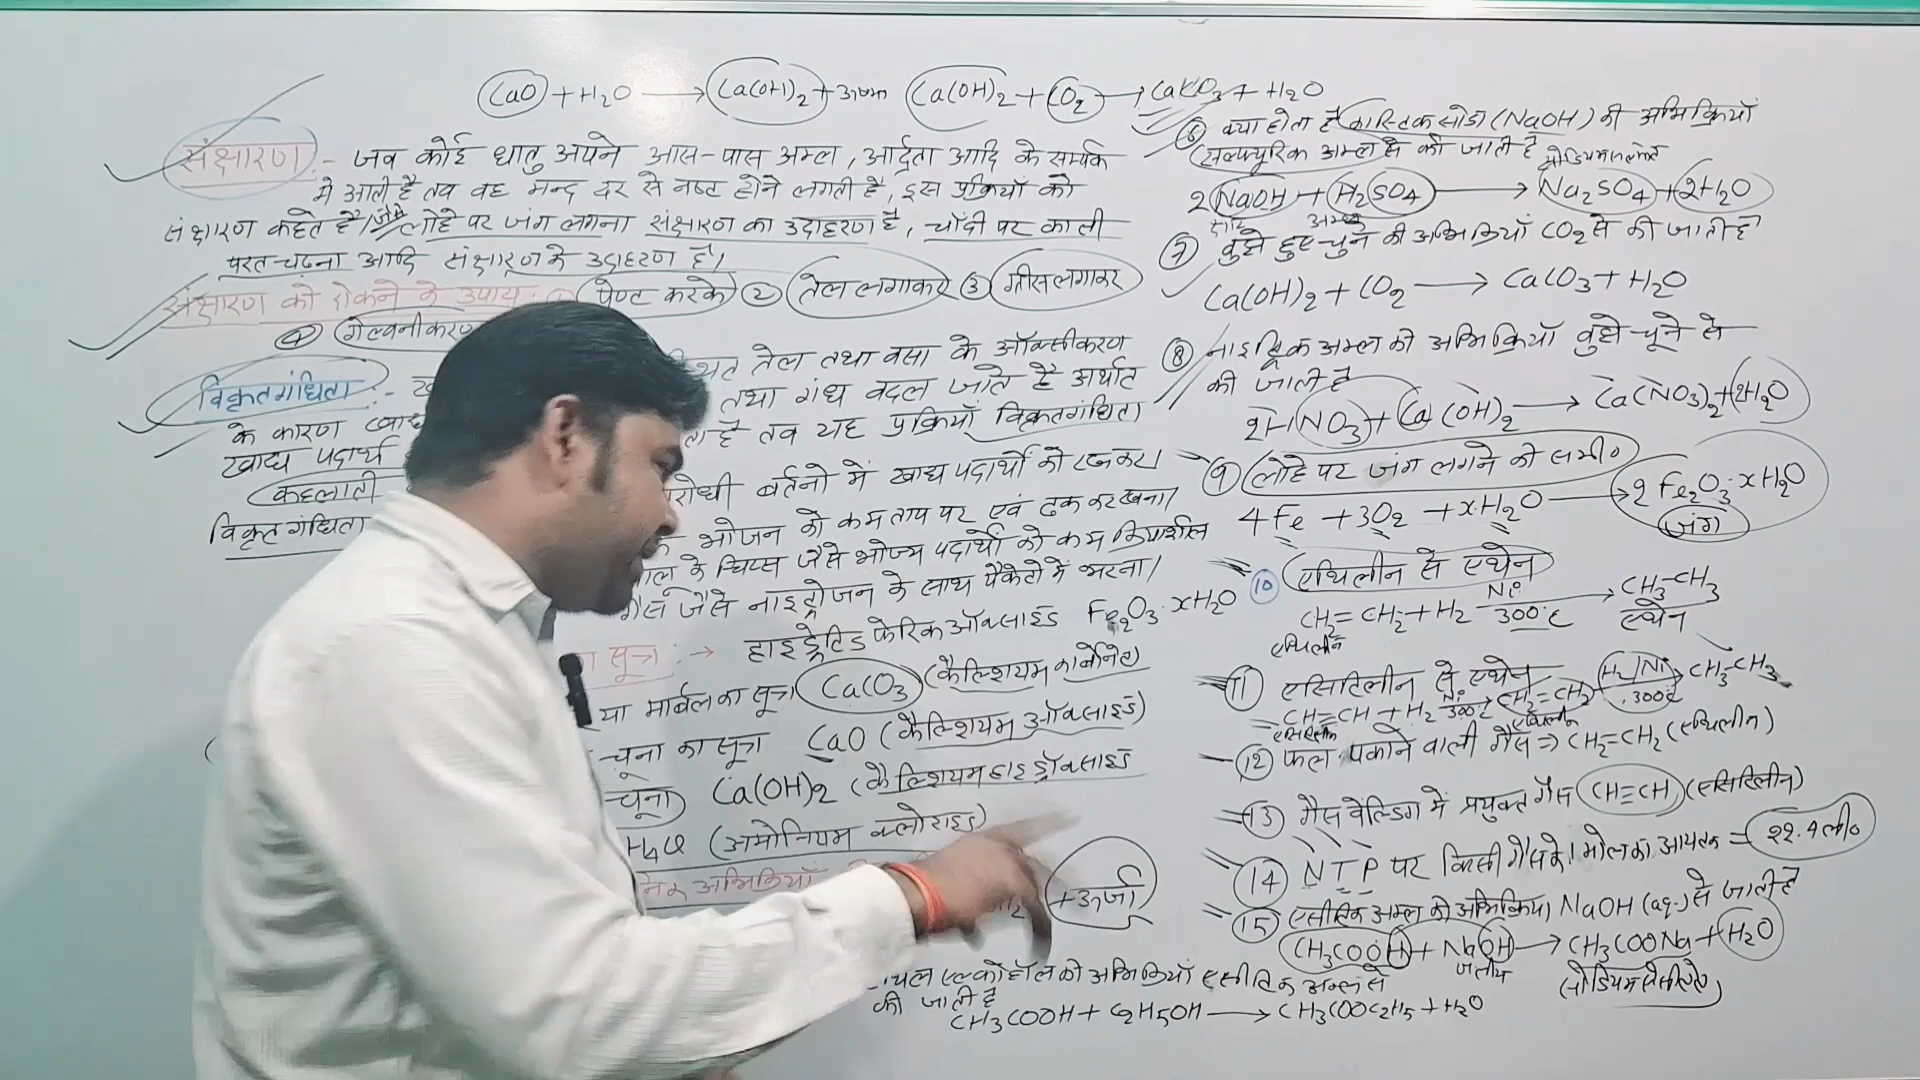 CaO + H₂O ⟶ Ca(OH)₂ + ऊष्मा Ca(OH)₂ + CO₂ ⟶ CaCO₃ + H₂O
संक्षारण :- जब कोई धातु अपने आस-पास अम्ल, आर्द्रता आदि के सम्पर्क
में आती है तब वह मन्द दर से नष्ट होने लगती है, इस प्रक्रियाँ को
संक्षारण कहते है। जैसे लोहे पर जंग लगना संक्षारण का उदाहरण है, चाँदी पर काली
परत चढ़ना आदि संक्षारण के उदाहरण है।
संक्षारण को रोकने के उपाय :- ① पेण्ट करके ② तेल लगाकर ③ ग्रीस लगाकर
④ गैल्वनीकरण
विकृतगंधिता :- तेल तथा वसा के ऑक्सीकरण
के कारण तथा गंध बदल जाते है अर्थात
खाद्य पदार्थ है तब यह प्रक्रियाँ विकृतगंधिता
कहलाती
विकृतगंधिता रोधी बर्तनो में खाद्य पदार्थों को रखकर।
भोजन को कम ताप पर एवं ढक कर रखना।
के चिप्स जैसे भोज्य पदार्थो को कम क्रियाशील
गैस जैसे नाइट्रोजन के साथ पैकेटो में भरना।
सूत्र :→ हाइड्रेटिड फेरिक ऑक्साइड Fe₂O₃.xH₂O
या मार्बल का सूत्र CaCO₃ (कैल्शियम कार्बोनेट)
चूना का सूत्र CaO (कैल्शियम ऑक्साइड)
चूना Ca(OH)₂ (कैल्शियम हाइड्रॉक्साइड
H₄Cl (अमोनियम क्लोराइड)
अभिक्रियाँ
+ ऊर्जा
एल्कोहॉल की अभिक्रियाँ एसीटिक अम्ल से
की जाती है
CH₃COOH + C₂H₅OH ⟶ CH₃COOC₂H₅ + H₂O
⑥ क्या होता है कास्टिक सोडा (NaOH) की अभिक्रियाँ
सल्फ्यूरिक अम्ल से की जाती है सोडियम सल्फेट
2NaOH + H₂SO₄ ⟶ Na₂SO₄ + 2H₂O
अम्ल
⑦ बुझे हुए चुने की अभिक्रियाँ CO₂ से की जाती है
Ca(OH)₂ + CO₂ ⟶ CaCO₃ + H₂O
⑧ नाइट्रिक अम्ल की अभिक्रियाँ बुझे चूने से
की जाती है
2HNO₃ + Ca(OH)₂ ⟶ Ca(NO₃)₂ + 2H₂O
⑨ लोहे पर जंग लगने की समी०
4Fe + 3O₂ + xH₂O ⟶ 2Fe₂O₃.xH₂O
जंग
⑩ एथिलीन से एथेन
CH₂=CH₂ + H₂ Ni 300°C ⟶ CH₃-CH₃
एथिलीन एथेन
⑪ एसिटिलीन से एथेन
CH≡CH + H₂ Ni 300°C ⟶ CH₂=CH₂ H₂/Ni 300°C ⟶ CH₃-CH₃
एसिटिलीन एथिलीन
⑫ फल पकाने वाली गैस ⇒ CH₂=CH₂ (एथिलीन)
⑬ गैस वेल्डिंग में प्रयुक्त गैस CH≡CH (एसिटिलीन)
⑭ NTP पर किसी गैस के 1 मोल का आयतन = 22.4 ली०
⑮ एसीटिक अम्ल की अभिक्रिया NaOH (aq.) से जाती है
CH₃COOH + NaOH ⟶ CH₃COONa + H₂O
जलीय सोडियम ऐसीटेट